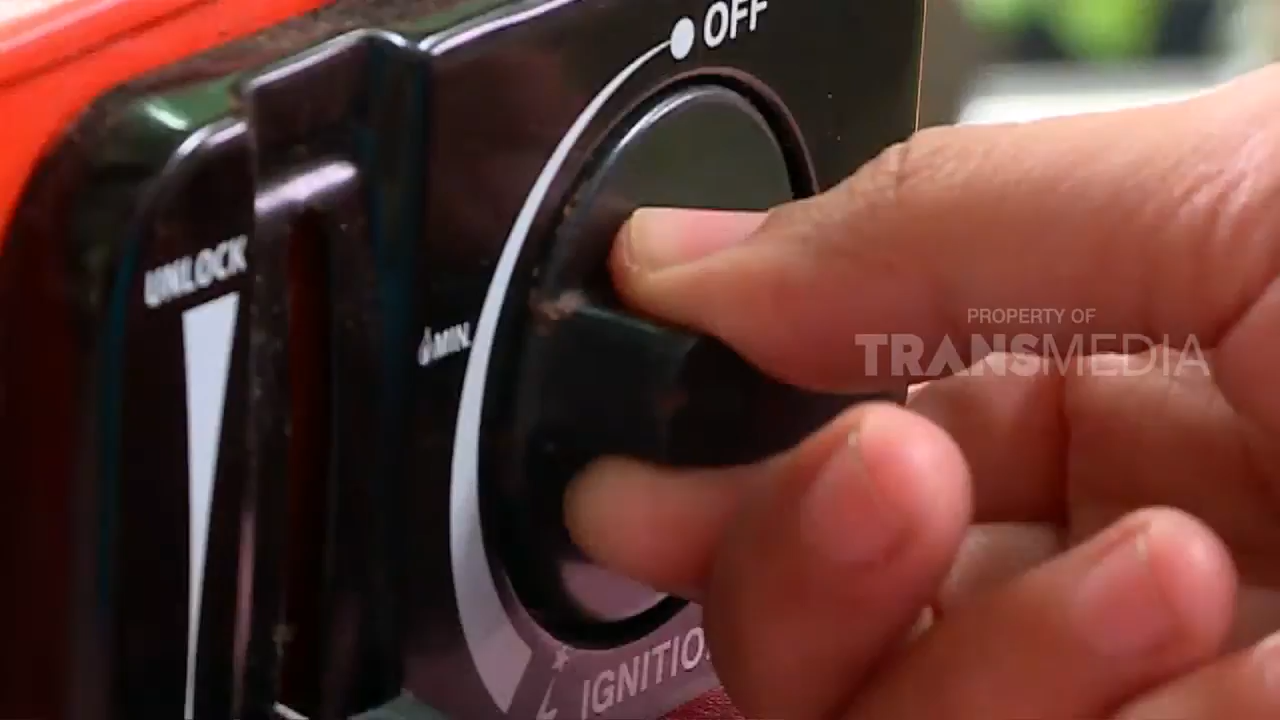 OFF
UNLOCK
MIN.
PROPERTY OF
TRANSMEDIA
IGNITIO